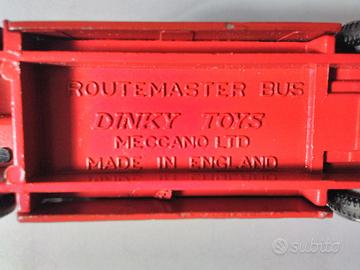 ROUTEMASTER BUS
DINKY TOYS
MECCANO LTD
MADE IN ENGLAND
subito